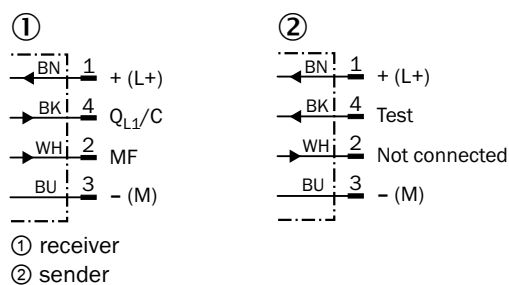 ① ②
BN 1 + (L+) BN 1 + (L+)
BK 4 QL1/C BK 4 Test
WH 2 MF WH 2 Not connected
BU 3 − (M) BU 3 − (M)
① receiver
② sender